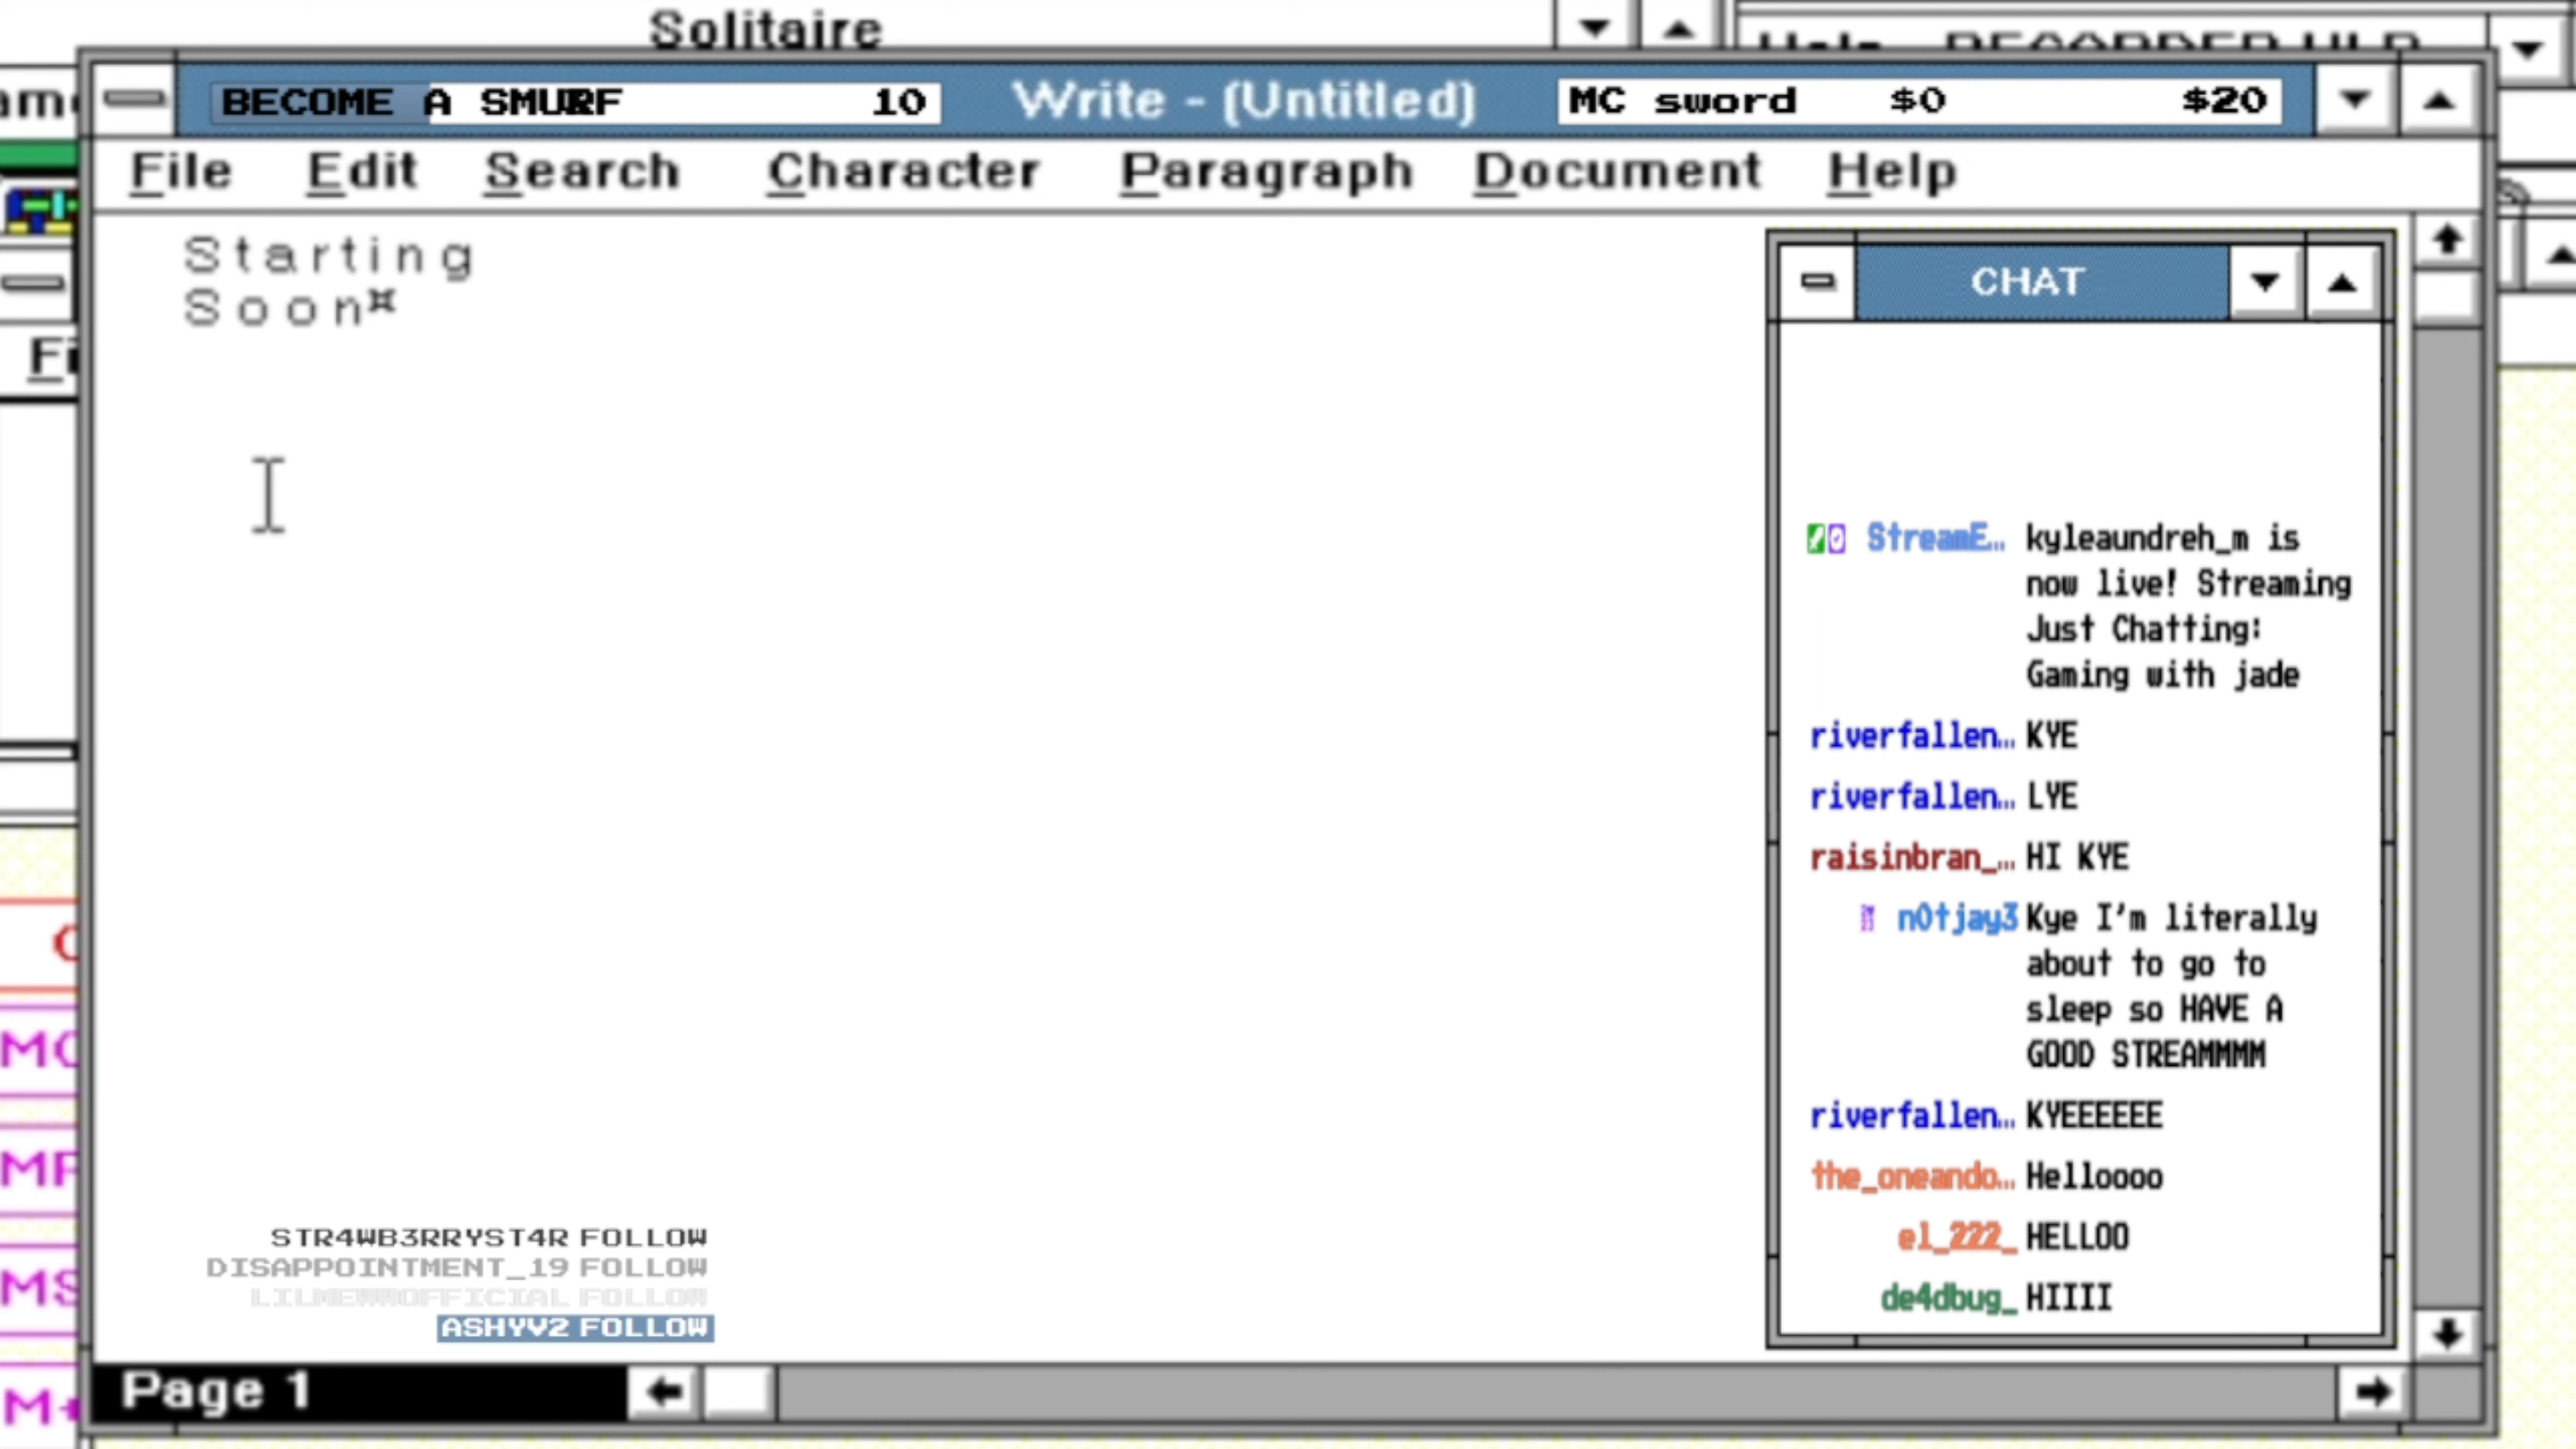 Solitaire
BECOME A SMURF 10
Write - (Untitled)
MC sword $0 $20
File Edit Search Character Paragraph Document Help
Starting
Soon¤
CHAT
StreamE… kyleaundreh_m is
now live! Streaming
Just Chatting:
Gaming with jade
riverfallen… KYE
riverfallen… LYE
raisinbran_… HI KYE
n0tjay3 Kye I'm literally
about to go to
sleep so HAVE A
GOOD STREAMMMM
riverfallen… KYEEEEEE
the_oneando… Helloooo
el_222_ HELLOO
de4dbug_ HIIII
STR4WB3RRYST4R FOLLOW
DISAPPOINTMENT_19 FOLLOW
LILMEWWOFFICIAL FOLLOW
ASHYV2 FOLLOW
Page 1